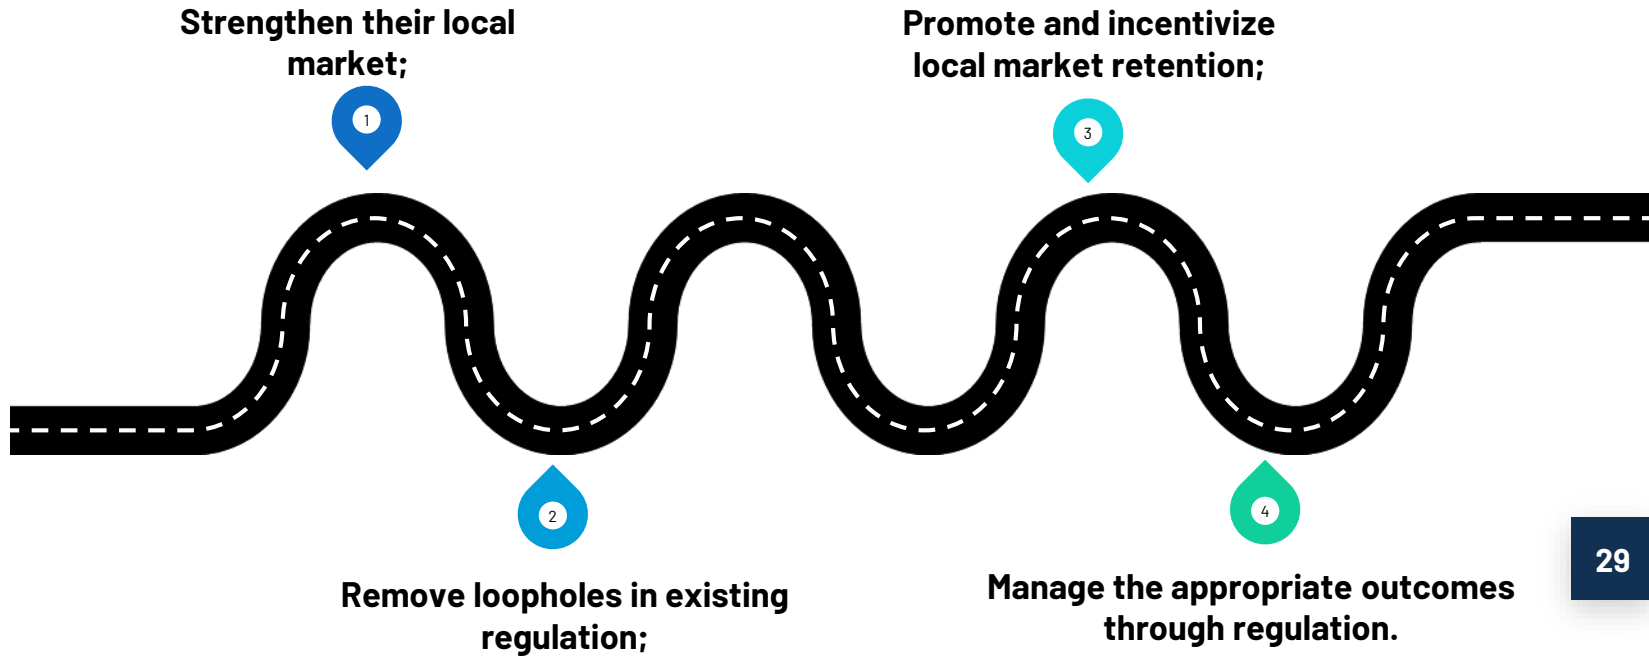 Strengthen their local
market;
1
2
Remove loopholes in existing
regulation;
Promote and incentivize
local market retention;
3
4
Manage the appropriate outcomes
through regulation.
29